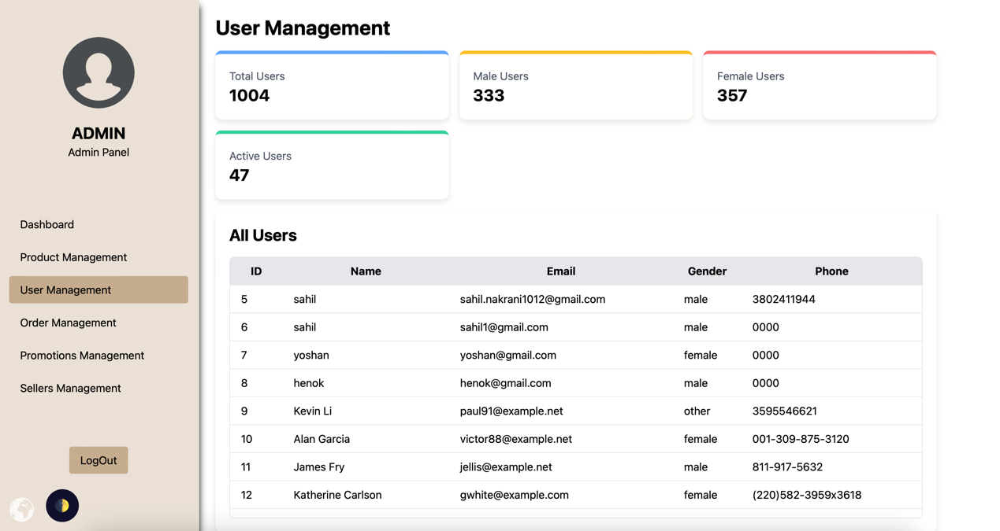 ADMIN
Admin Panel
Dashboard
Product Management
User Management
Order Management
Promotions Management
Sellers Management
LogOut
User Management
Total Users
1004
Male Users
333
Female Users
357
Active Users
47
All Users
ID Name Email Gender Phone
5 sahil sahil.nakrani1012@gmail.com male 3802411944
6 sahil sahil1@gmail.com male 0000
7 yoshan yoshan@gmail.com female 0000
8 henok henok@gmail.com male 0000
9 Kevin Li paul91@example.net other 3595546621
10 Alan Garcia victor88@example.net female 001-309-875-3120
11 James Fry jellis@example.net male 811-917-5632
12 Katherine Carlson gwhite@example.com female (220)582-3959x3618